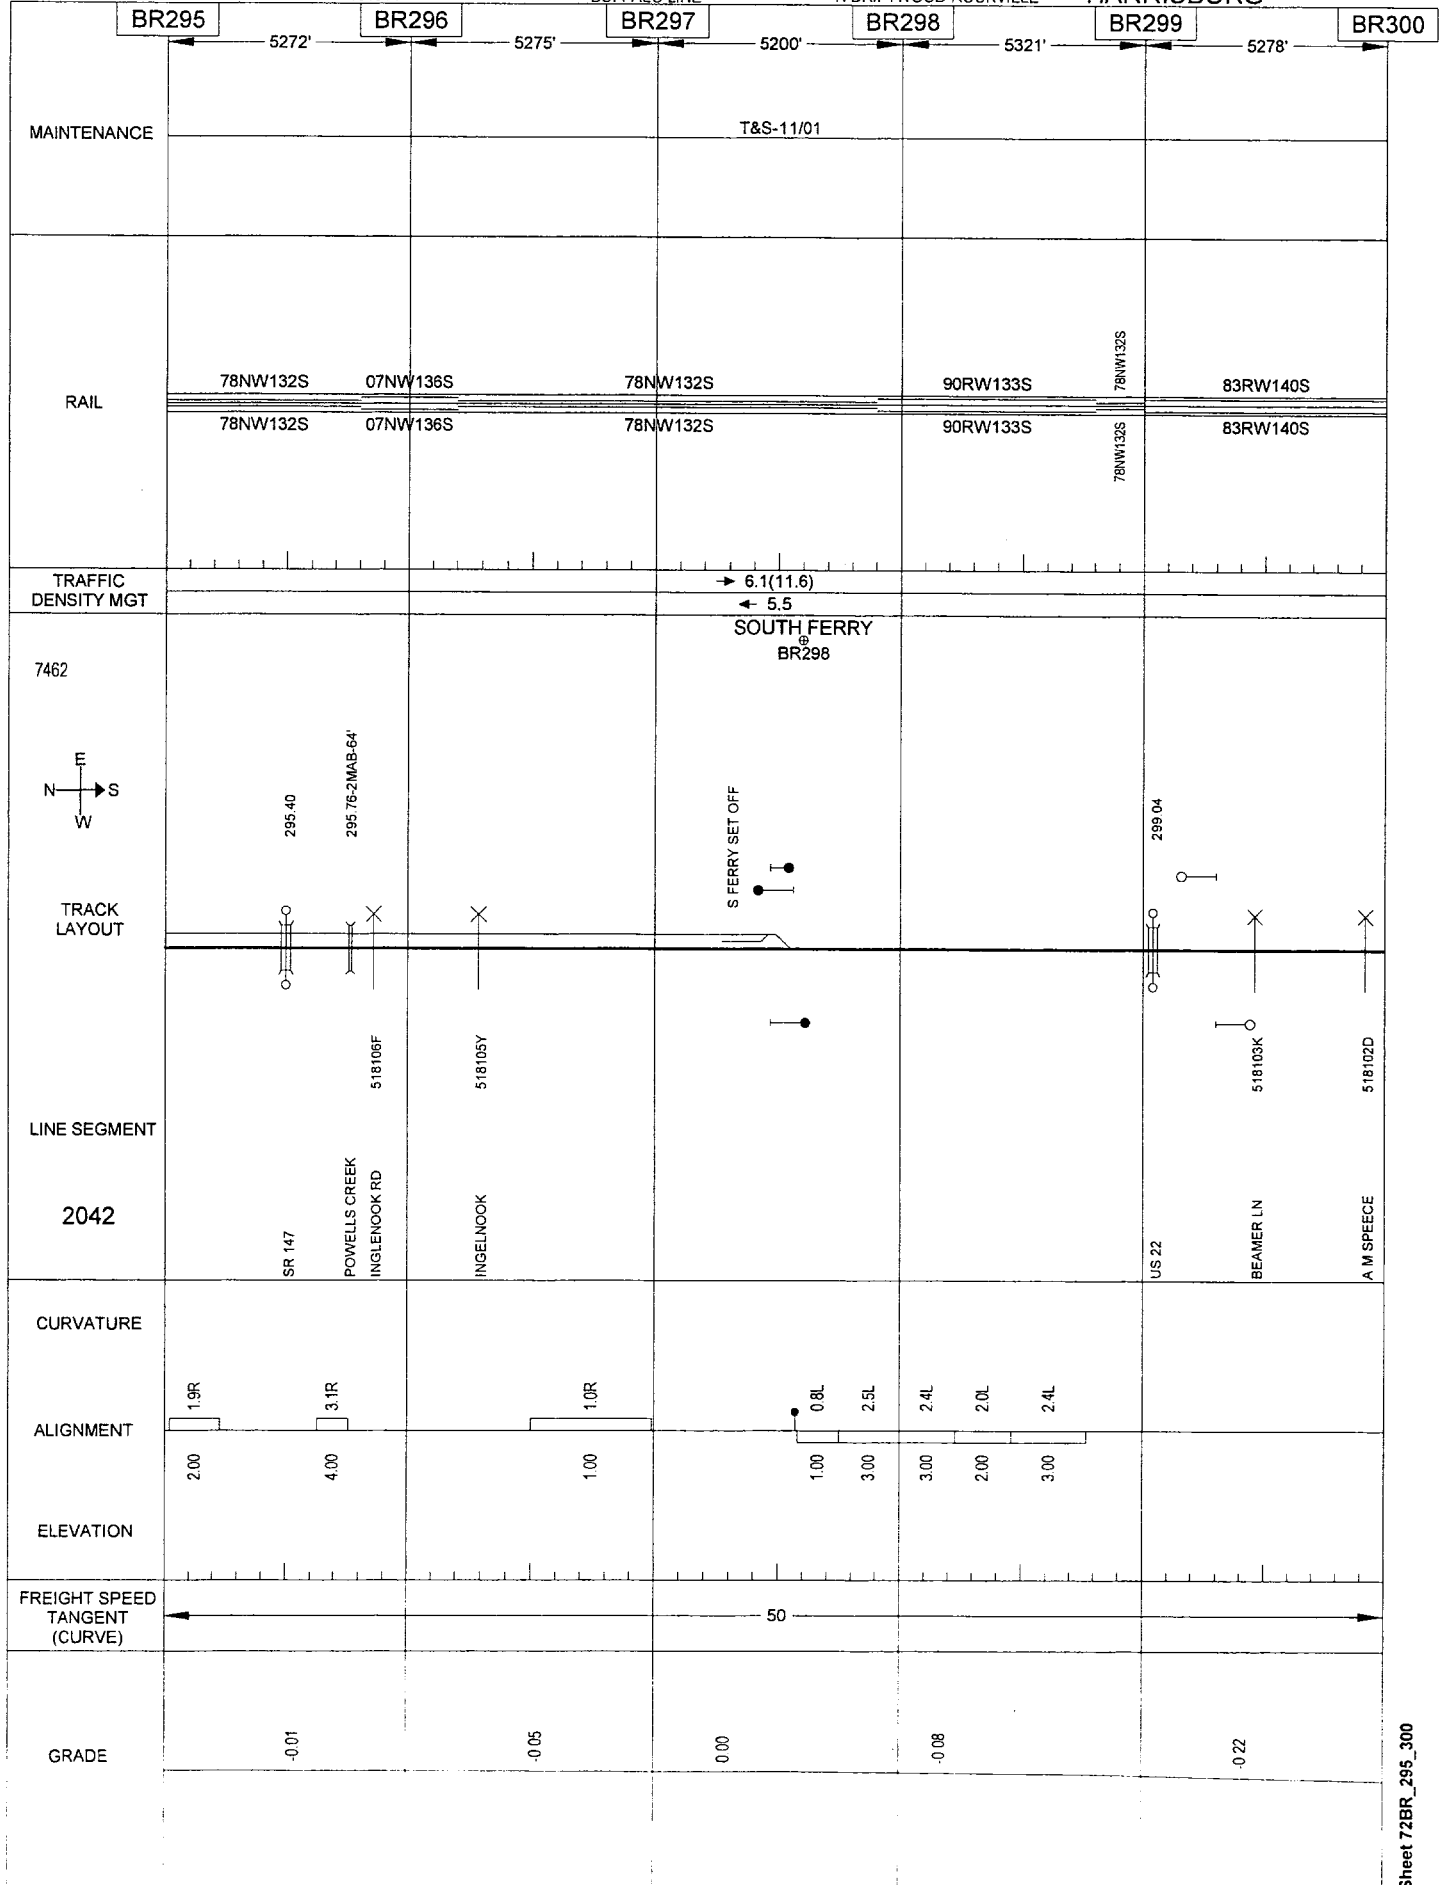 HARRISBURG
BR295 BR296 BR297 BR298 BR299 BR300
5272' 5275' 5200' 5321' 5278'
MAINTENANCE
T&S-11/01
78NW132S 07NW136S 78NW132S 90RW133S 78NW132S 83RW140S
RAIL
78NW132S 07NW136S 78NW132S 90RW133S 78NW132S 83RW140S
TRAFFIC
DENSITY MGT
6.1(11.6)
5.5
SOUTH FERRY
BR298
7462
E
N S
W
295.40
295.76-2MAB-64'
S FERRY SET OFF
299.04
TRACK
LAYOUT
518106F
518105Y
518103K
518102D
LINE SEGMENT
2042
SR 147
POWELLS CREEK
INGLENOOK RD
INGELNOOK
US 22
BEAMER LN
A M SPEECE
CURVATURE
1.9R 3.1R 1.0R 0.8L 2.5L 2.4L 2.0L 2.4L
ALIGNMENT
2.00 4.00 1.00 1.00 3.00 3.00 2.00 3.00
ELEVATION
FREIGHT SPEED
TANGENT
(CURVE)
50
GRADE
-0.01 -0.05 0.00 -0.08 -0.22
Sheet 72BR_295_300